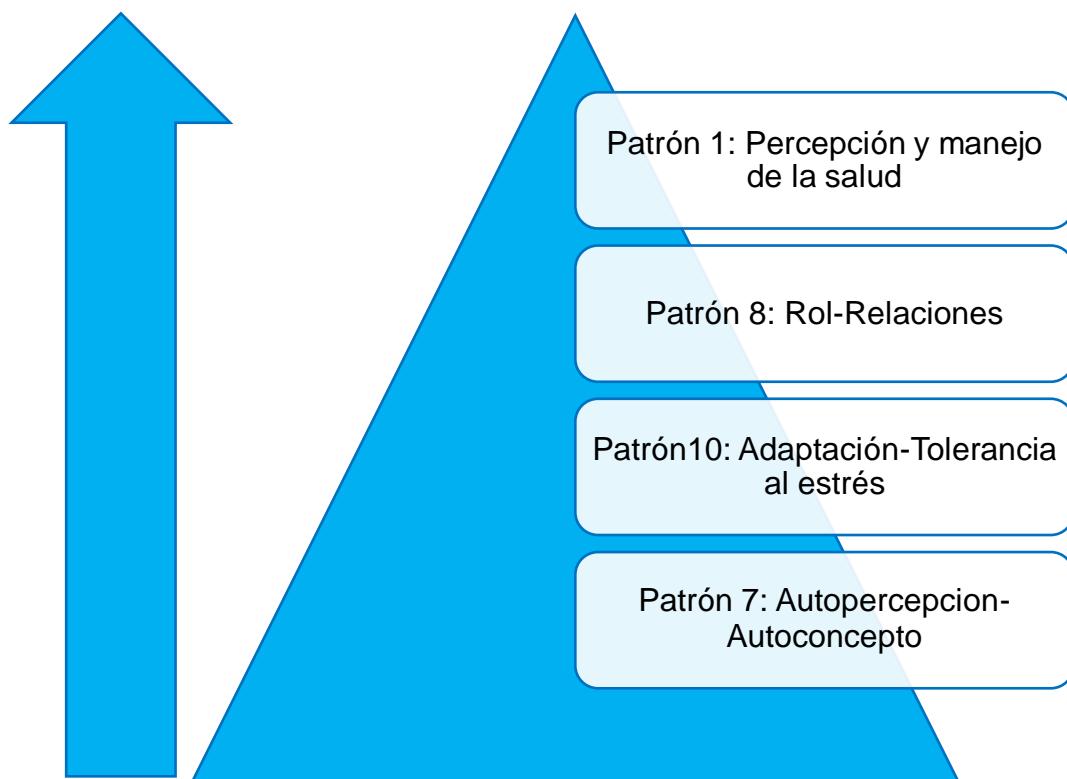 Patrón 1: Percepción y manejo
de la salud
Patrón 8: Rol-Relaciones
Patrón10: Adaptación-Tolerancia
al estrés
Patrón 7: Autopercepcion-
Autoconcepto